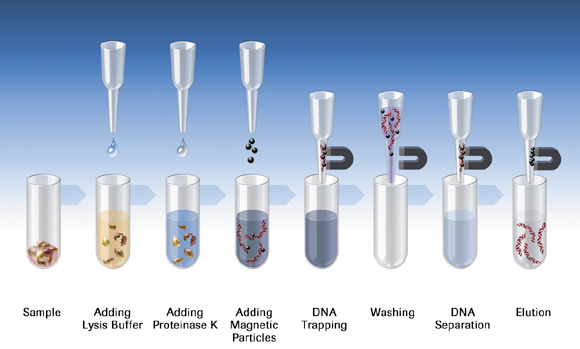 Sample
Adding
Lysis Buffer
Adding
Proteinase K
Adding
Magnetic
Particles
DNA
Trapping
Washing
DNA
Separation
Elution